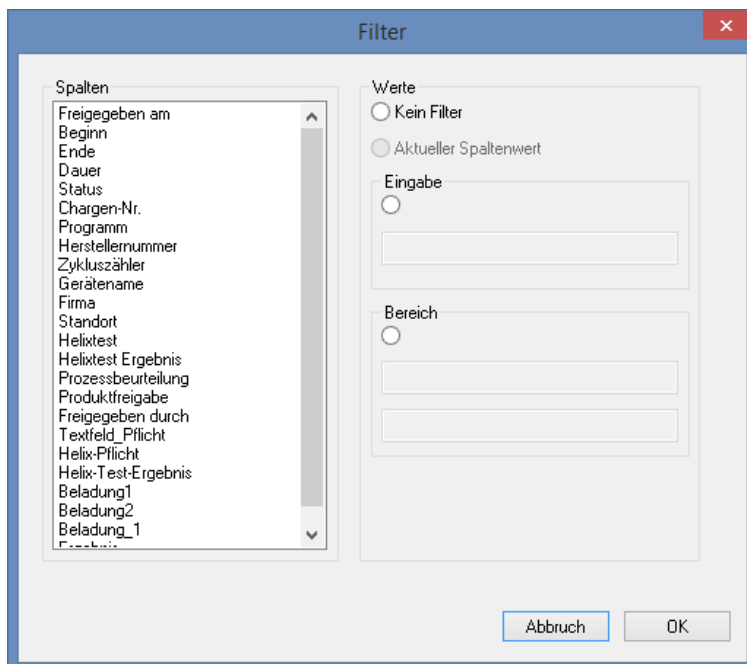 Filter
Spalten
Freigegeben am
Beginn
Ende
Dauer
Status
Chargen-Nr.
Programm
Herstellernummer
Zykluszähler
Gerätename
Firma
Standort
Helixtest
Helixtest Ergebnis
Prozessbeurteilung
Produktfreigabe
Freigegeben durch
Textfeld_Pflicht
Helix-Pflicht
Helix-Test-Ergebnis
Beladung1
Beladung2
Beladung_1
Werte
Kein Filter
Aktueller Spaltenwert
Eingabe
Bereich
Abbruch
OK